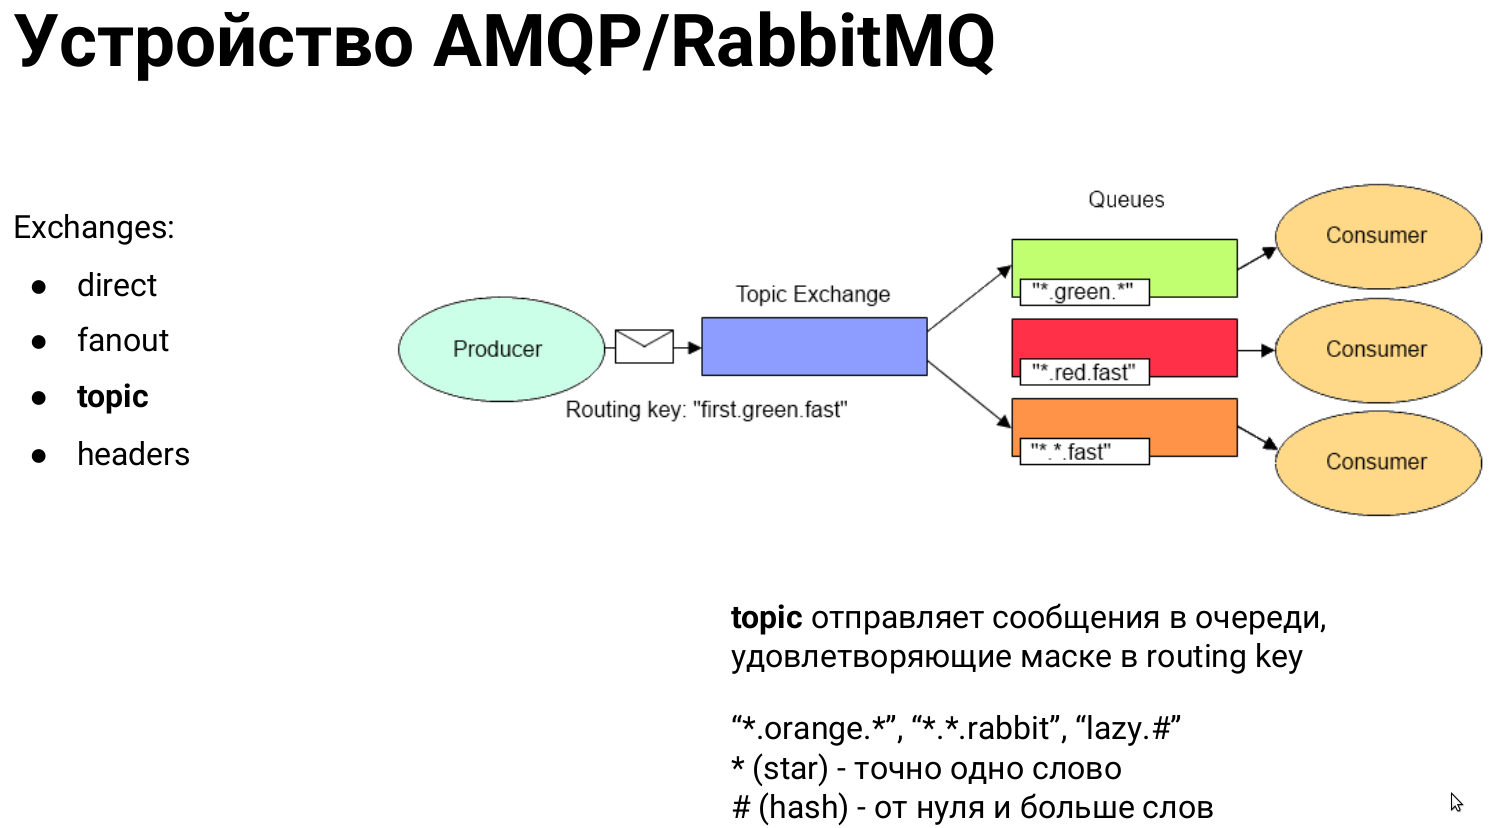 Устройство AMQP/RabbitMQ
Exchanges:
● direct
● fanout
● topic
● headers
Queues
Topic Exchange
Producer
Routing key: "first.green.fast"
"*.green.*"
"*.red.fast"
"*.*.fast"
Consumer
Consumer
Consumer
topic отправляет сообщения в очереди,
удовлетворяющие маске в routing key
“*.orange.*”, “*.*.rabbit”, “lazy.#”
* (star) - точно одно слово
# (hash) - от нуля и больше слов